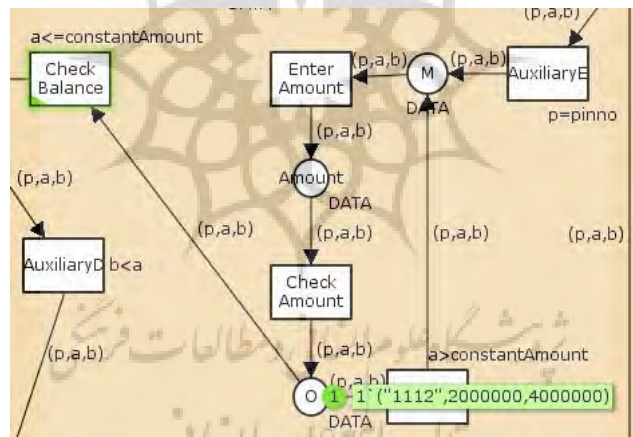 (p,a,b)
a<=constantAmount
Check
Balance
Enter
Amount
(p,a,b)
M
(p,a,b)
AuxiliaryE
DATA
p=pinno
(p,a,b)
(p,a,b)
Amount
DATA
(p,a,b)
(p,a,b)
(p,a,b)
(p,a,b)
AuxiliaryD
b<a
Check
Amount
(p,a,b)
(p,a,b)
a>constantAmount
(p,a,b)
O
1
1`("1112",2000000,4000000)
DATA